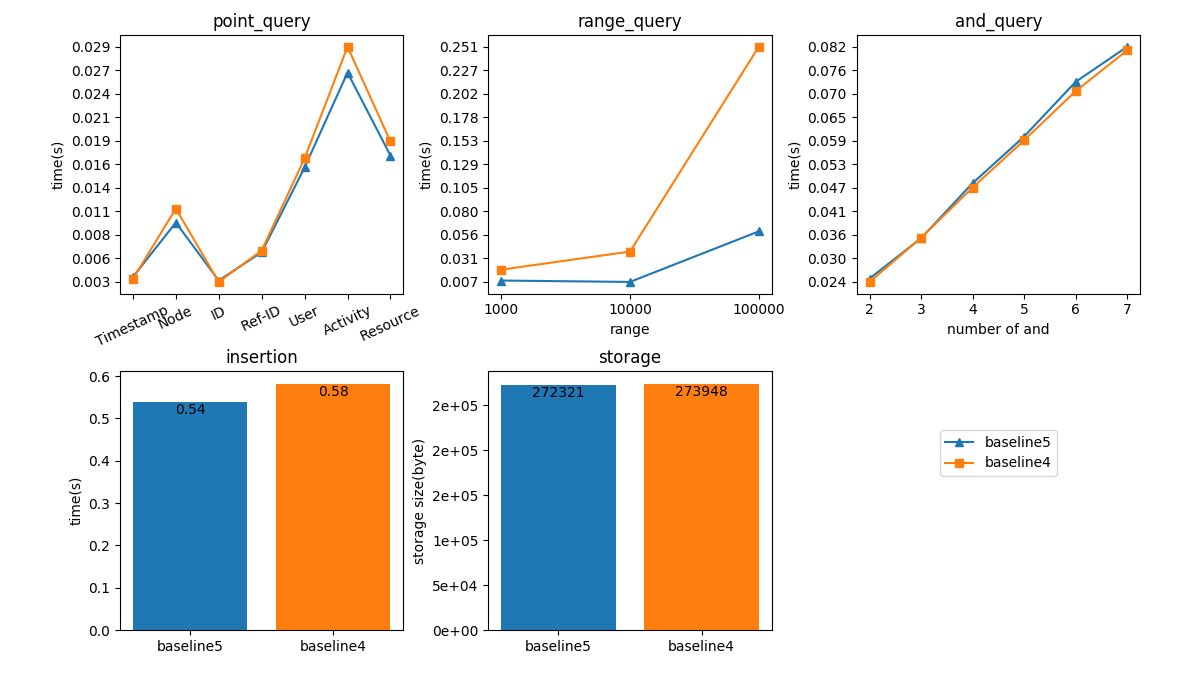 point_query
time(s)
0.029
0.027
0.024
0.021
0.019
0.016
0.014
0.011
0.008
0.006
0.003
Timestamp
Node
ID
Ref-ID
User
Activity
Resource
range_query
time(s)
0.251
0.227
0.202
0.178
0.153
0.129
0.105
0.080
0.056
0.031
0.007
1000
10000
100000
range
and_query
time(s)
0.082
0.076
0.070
0.065
0.059
0.053
0.047
0.041
0.036
0.030
0.024
2
3
4
5
6
7
number of and
insertion
time(s)
0.6
0.5
0.4
0.3
0.2
0.1
0.0
0.54
0.58
baseline5
baseline4
storage
storage size(byte)
2e+05
2e+05
2e+05
1e+05
5e+04
0e+00
272321
273948
baseline5
baseline4
baseline5
baseline4